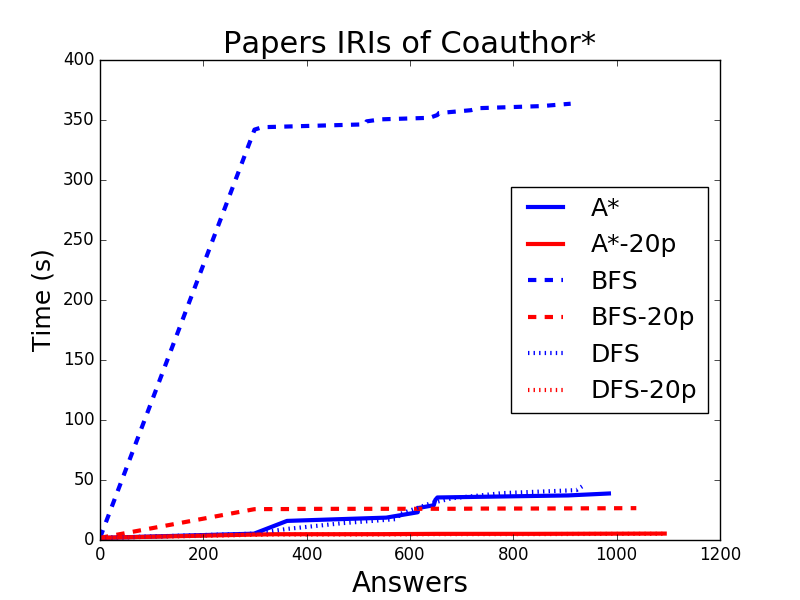 Papers IRIs of Coauthor*
400
350
300
250
200
150
100
50
0
Time (s)
A*
A*-20p
BFS
BFS-20p
DFS
DFS-20p
0 200 400 600 800 1000 1200
Answers